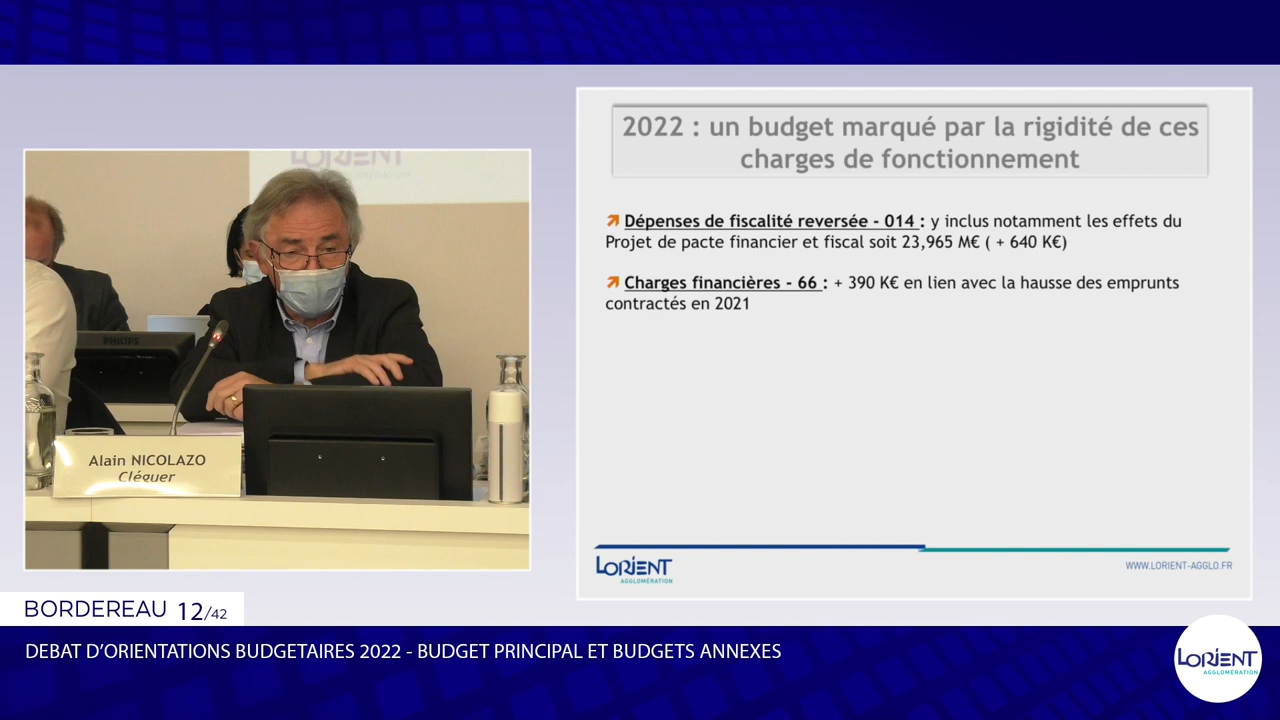 LORIENT
PHILIPS
Alain NICOLAZO
Cléguer
2022 : un budget marqué par la rigidité de ces
charges de fonctionnement
Dépenses de fiscalité reversée - 014 : y inclus notamment les effets du
Projet de pacte financier et fiscal soit 23,965 M€ ( + 640 K€)
Charges financières - 66 : + 390 K€ en lien avec la hausse des emprunts
contractés en 2021
LORIENT
AGGLOMÉRATION
WWW.LORIENT-AGGLO.FR
BORDEREAU 12/42
DEBAT D'ORIENTATIONS BUDGETAIRES 2022 - BUDGET PRINCIPAL ET BUDGETS ANNEXES
LORIENT
AGGLOMÉRATION